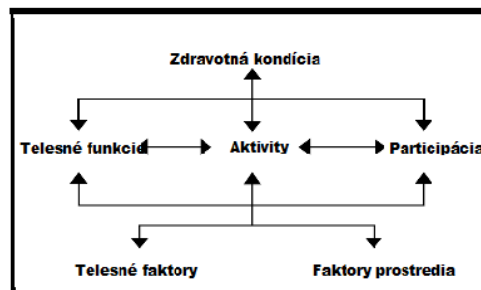 Zdravotná kondícia
Telesné funkcie Aktivity Participácia
Telesné faktory Faktory prostredia